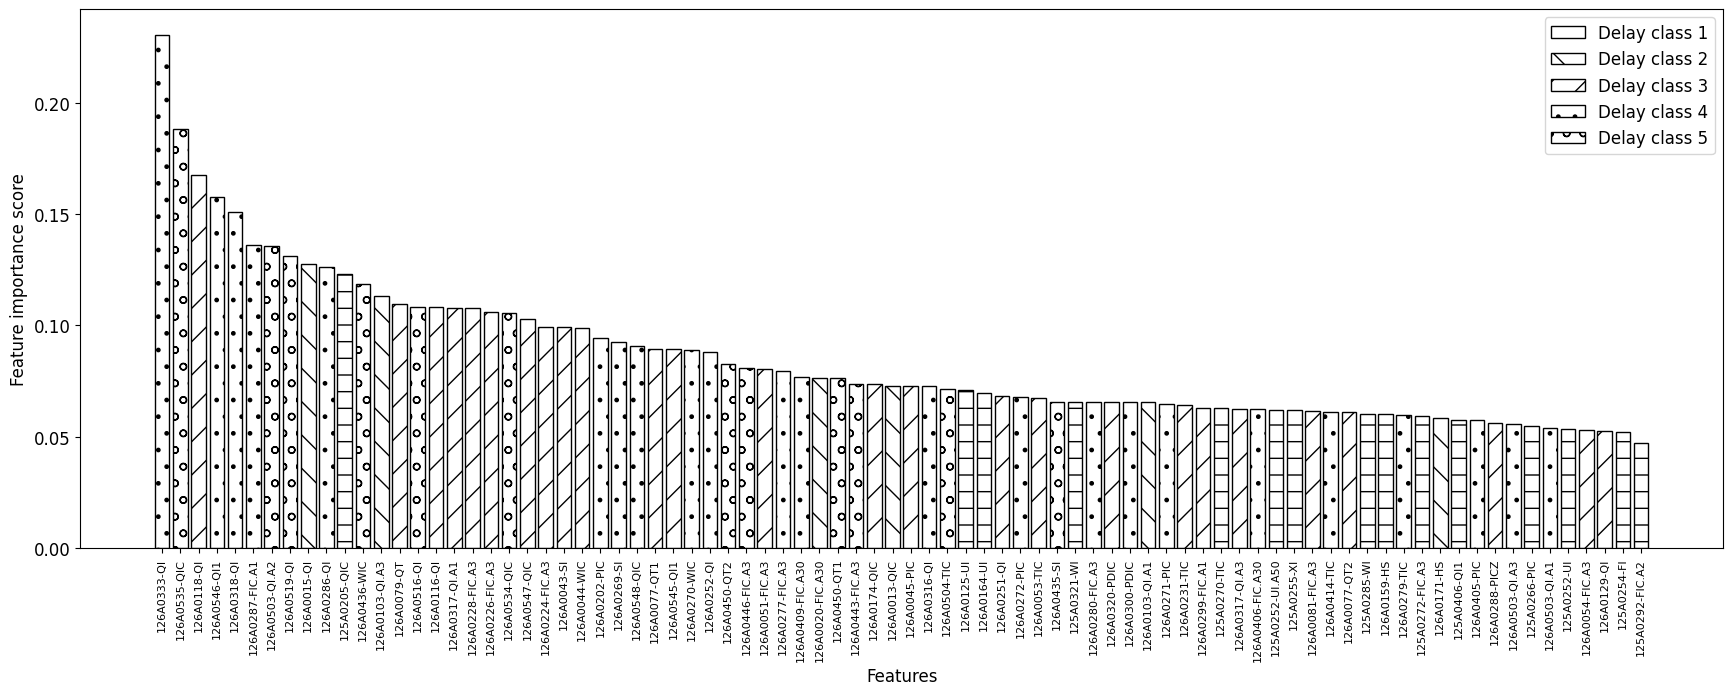 Feature importance score
0.20
0.15
0.10
0.05
0.00
Delay class 1
Delay class 2
Delay class 3
Delay class 4
Delay class 5
126A0333-QI
126A0535-QIC
126A0118-QI
126A0546-QI1
126A0318-QI
126A0287-FIC.A1
126A0503-QI.A2
126A0519-QI
126A0015-QI
126A0286-QI
125A0205-QIC
126A0436-WIC
126A0103-QI.A3
126A0079-QT
126A0516-QI
126A0116-QI
126A0317-QI.A1
126A0228-FIC.A3
126A0226-FIC.A3
126A0534-QIC
126A0547-QIC
126A0224-FIC.A3
126A0043-SI
126A0044-WIC
126A0202-PIC
126A0269-SI
126A0548-QIC
126A0077-QT1
126A0545-QI1
126A0270-WIC
126A0252-QI
126A0450-QT2
126A0446-FIC.A3
126A0051-FIC.A3
126A0277-FIC.A3
126A0409-FIC.A30
126A0020-FIC.A30
126A0450-QT1
126A0443-FIC.A3
126A0174-QIC
126A0013-QIC
126A0045-PIC
126A0316-QI
126A0504-TIC
126A0125-UI
126A0164-UI
126A0251-QI
126A0272-PIC
126A0053-TIC
126A0435-SI
125A0321-WI
126A0280-FIC.A3
126A0320-PDIC
126A0300-PDIC
126A0103-QI.A1
126A0271-PIC
126A0231-TIC
126A0299-FIC.A1
125A0270-TIC
126A0317-QI.A3
126A0406-FIC.A30
125A0252-UI.A50
125A0255-XI
126A0081-FIC.A3
126A0414-TIC
126A0077-QT2
125A0285-WI
126A0159-HS
126A0279-TIC
125A0272-FIC.A3
126A0171-HS
125A0406-QI1
126A0405-PIC
126A0288-PICZ
126A0503-QI.A3
125A0266-PIC
126A0503-QI.A1
125A0252-UI
126A0054-FIC.A3
126A0129-QI
125A0254-FI
125A0292-FIC.A2
Features